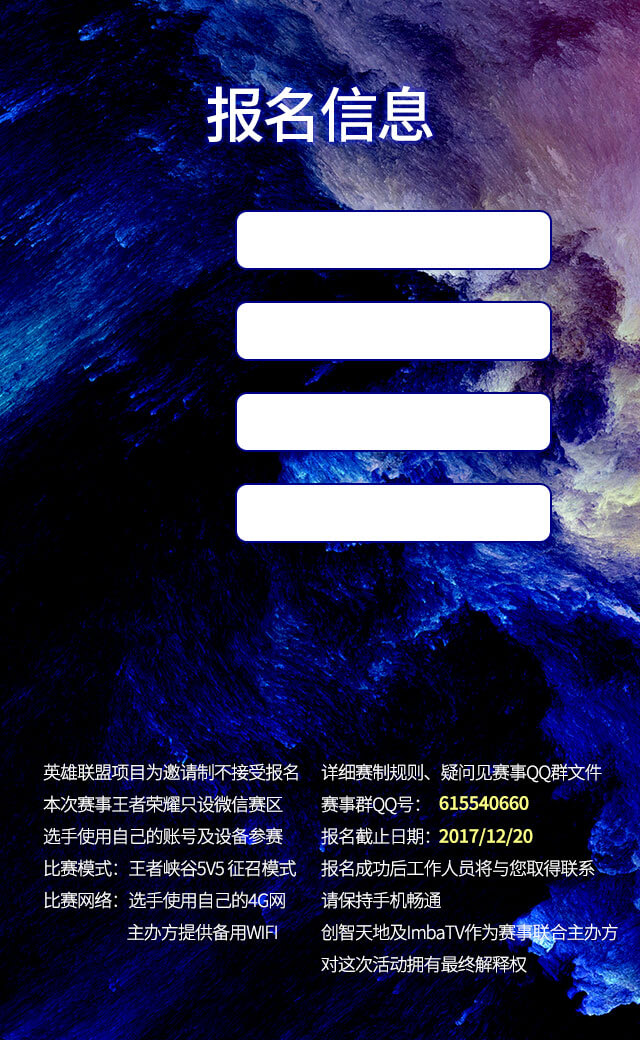 报名信息
英雄联盟项目为邀请制不接受报名
本次赛事王者荣耀只设微信赛区
选手使用自己的账号及设备参赛
比赛模式：王者峡谷5V5 征召模式
比赛网络：选手使用自己的4G网
主办方提供备用WIFI
详细赛制规则、疑问见赛事QQ群文件
赛事群QQ号： 615540660
报名截止日期：2017/12/20
报名成功后工作人员将与您取得联系
请保持手机畅通
创智天地及ImbaTV作为赛事联合主办方
对这次活动拥有最终解释权